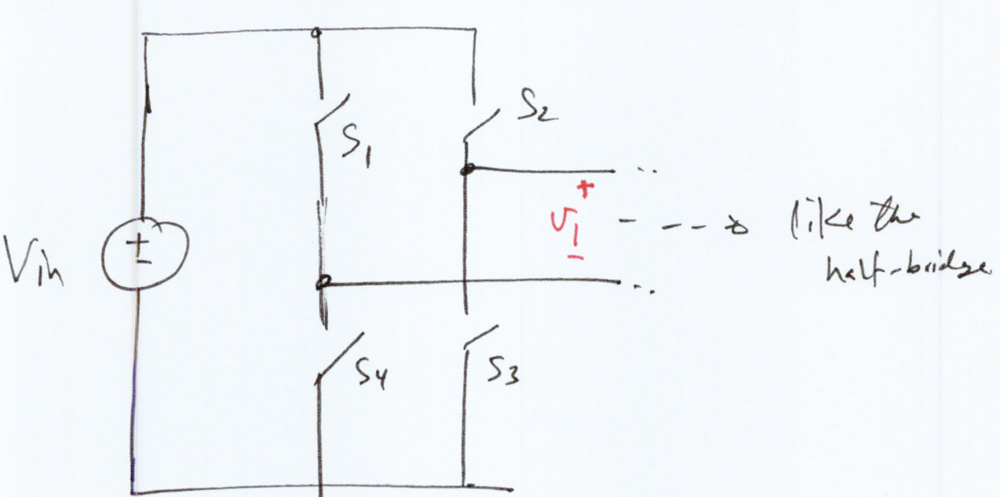 S2
S1
+
Vin
+
-
V1
-
---> like the
half-bridge
S4
S3